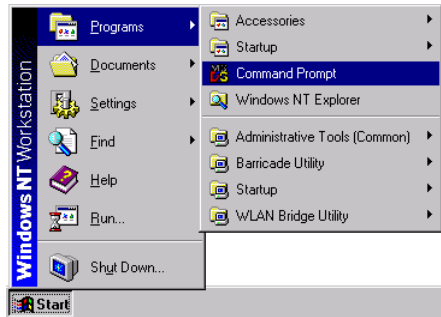 Windows NT Workstation
Programs
Documents
Settings
Find
Help
Run...
Shut Down...
Start
Accessories
Startup
Command Prompt
Windows NT Explorer
Administrative Tools (Common)
Barricade Utility
Startup
WLAN Bridge Utility